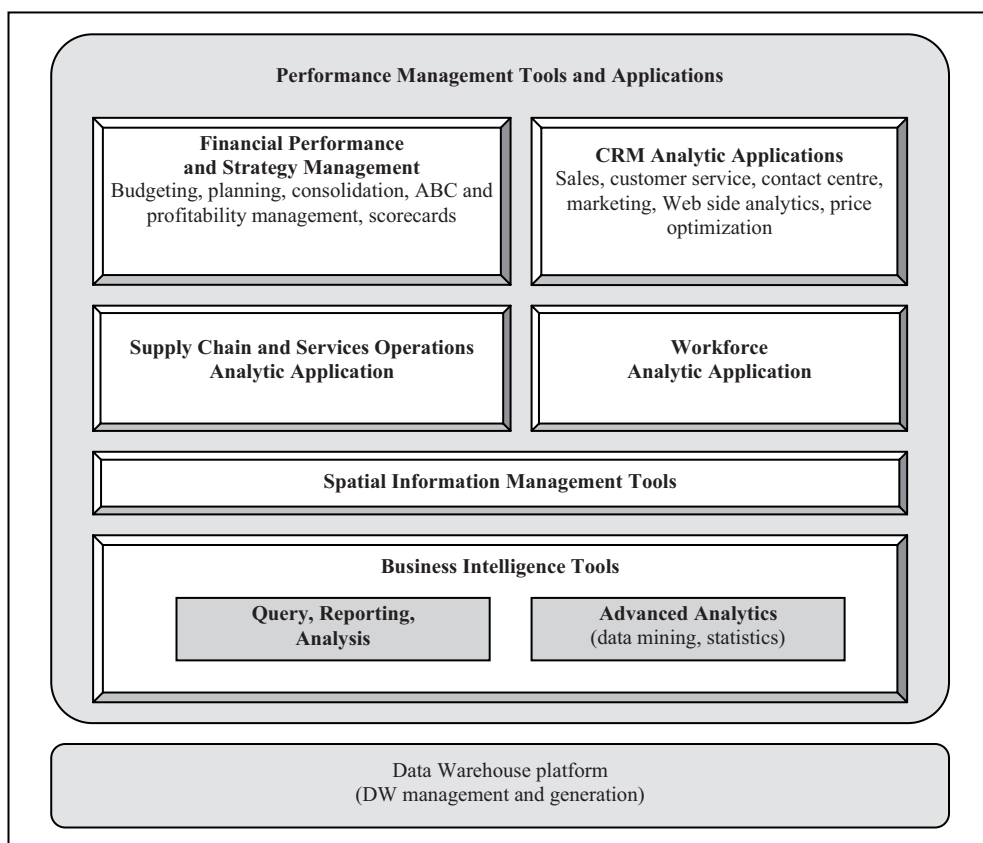 Performance Management Tools and Applications
Financial Performance
and Strategy Management
Budgeting, planning, consolidation, ABC and
profitability management, scorecards
CRM Analytic Applications
Sales, customer service, contact centre,
marketing, Web side analytics, price
optimization
Supply Chain and Services Operations
Analytic Application
Workforce
Analytic Application
Spatial Information Management Tools
Business Intelligence Tools
Query, Reporting,
Analysis
Advanced Analytics
(data mining, statistics)
Data Warehouse platform
(DW management and generation)